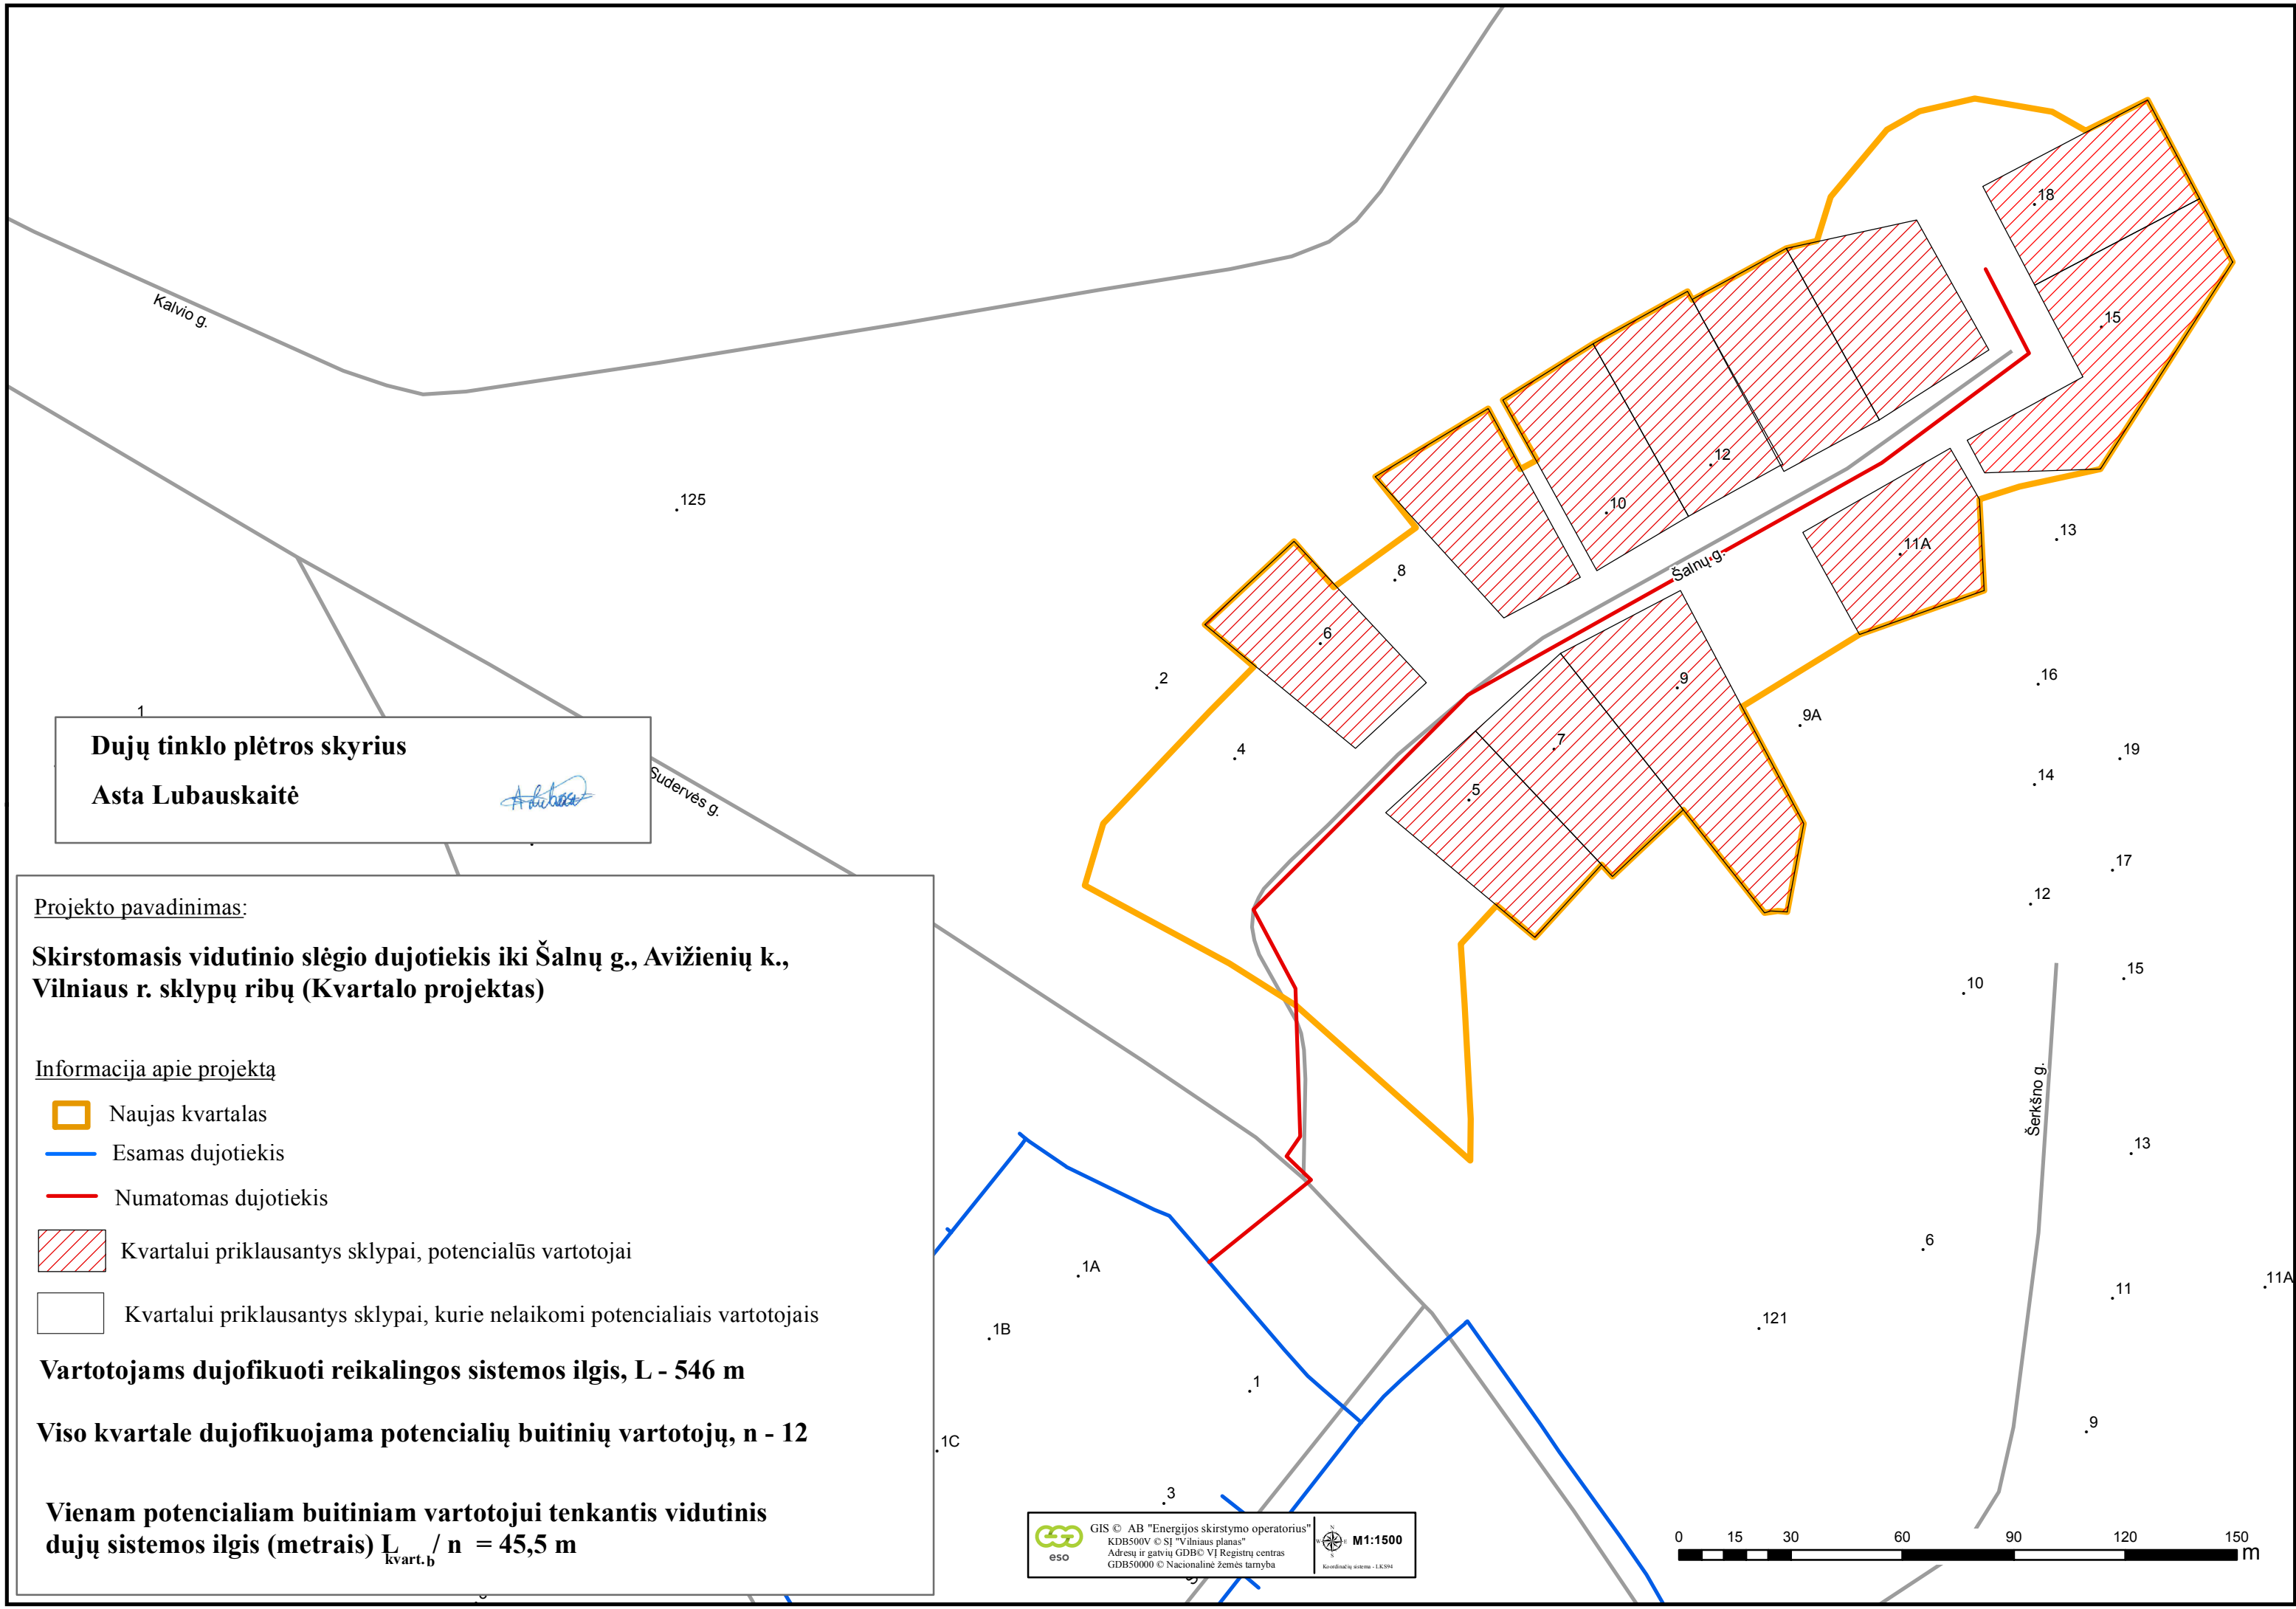 Kalvio g.
18
15
12
10
11A
13
125
8
Šalnų g.
6
2
9
16
9A
1
4
7
19
14
5
17
12
15
10
Sudervės g.
Dujų tinklo plėtros skyrius
Asta Lubauskaitė
Projekto pavadinimas:
Skirstomasis vidutinio slėgio dujotiekis iki Šalnų g., Avižienių k.,
Vilniaus r. sklypų ribų (Kvartalo projektas)
Informacija apie projektą
Naujas kvartalas
Esamas dujotiekis
Numatomas dujotiekis
Kvartalui priklausantys sklypai, potencialūs vartotojai
Kvartalui priklausantys sklypai, kurie nelaikomi potencialiais vartotojais
Vartotojams dujofikuoti reikalingos sistemos ilgis, L - 546 m
Viso kvartale dujofikuojama potencialių buitinių vartotojų, n - 12
Vienam potencialiam buitiniam vartotojui tenkantis vidutinis
dujų sistemos ilgis (metrais) L kvart.b / n = 45,5 m
Šerkšno g.
13
6
11
11A
121
9
1A
1B
1
1C
3
eso
GIS © AB "Energijos skirstymo operatorius"
KDB500V © SĮ "Vilniaus planas"
Adresų ir gatvių GDB© VĮ Registrų centras
GDB50000 © Nacionalinė žemės tarnyba
N
W
E
S
M1:1500
Koordinačių sistema - LKS94
0 15 30 60 90 120 150
m